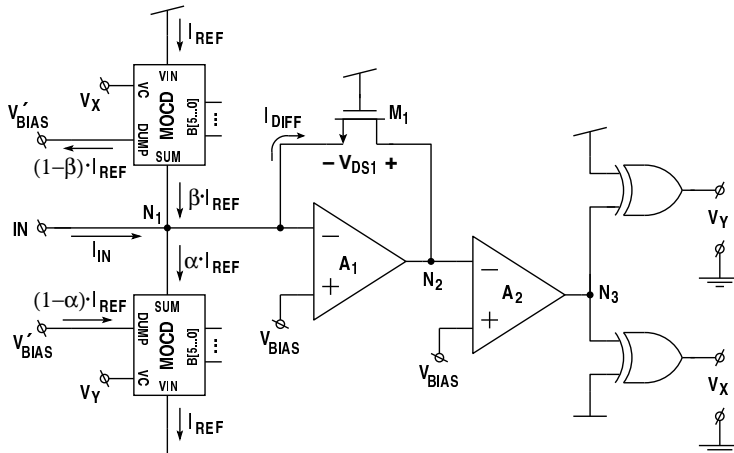 I_REF
VIN
VC
MOCD
B[5...0]
...
DUMP
SUM
V_X
V´_BIAS
(1−β)·I_REF
β·I_REF
I_DIFF
M_1
− V_DS1 +
IN
N_1
I_IN
α·I_REF
−
A_1
+
V_BIAS
N_2
−
A_2
+
V_BIAS
N_3
V_Y
V_X
(1−α)·I_REF
V´_BIAS
SUM
DUMP
MOCD
B[5...0]
...
VC
VIN
V_Y
I_REF